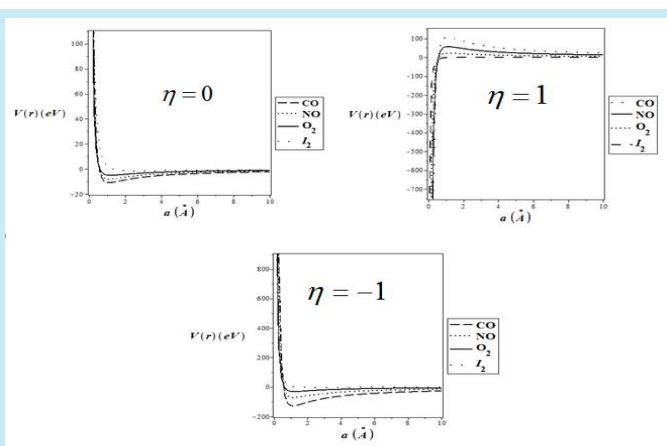 η = 0
V(r)(eV)
100
80
60
40
20
0
-20
0 2 4 6 8 10
a (Å)
CO
NO
O₂
I₂
η = 1
V(r)(eV)
100
0
-100
-200
-300
-400
-500
-600
-700
0 2 4 6 8 10
a (Å)
CO
NO
O₂
I₂
η = −1
V(r)(eV)
800
600
400
200
0
-200
0 2 4 6 8 10
a (Å)
CO
NO
O₂
I₂